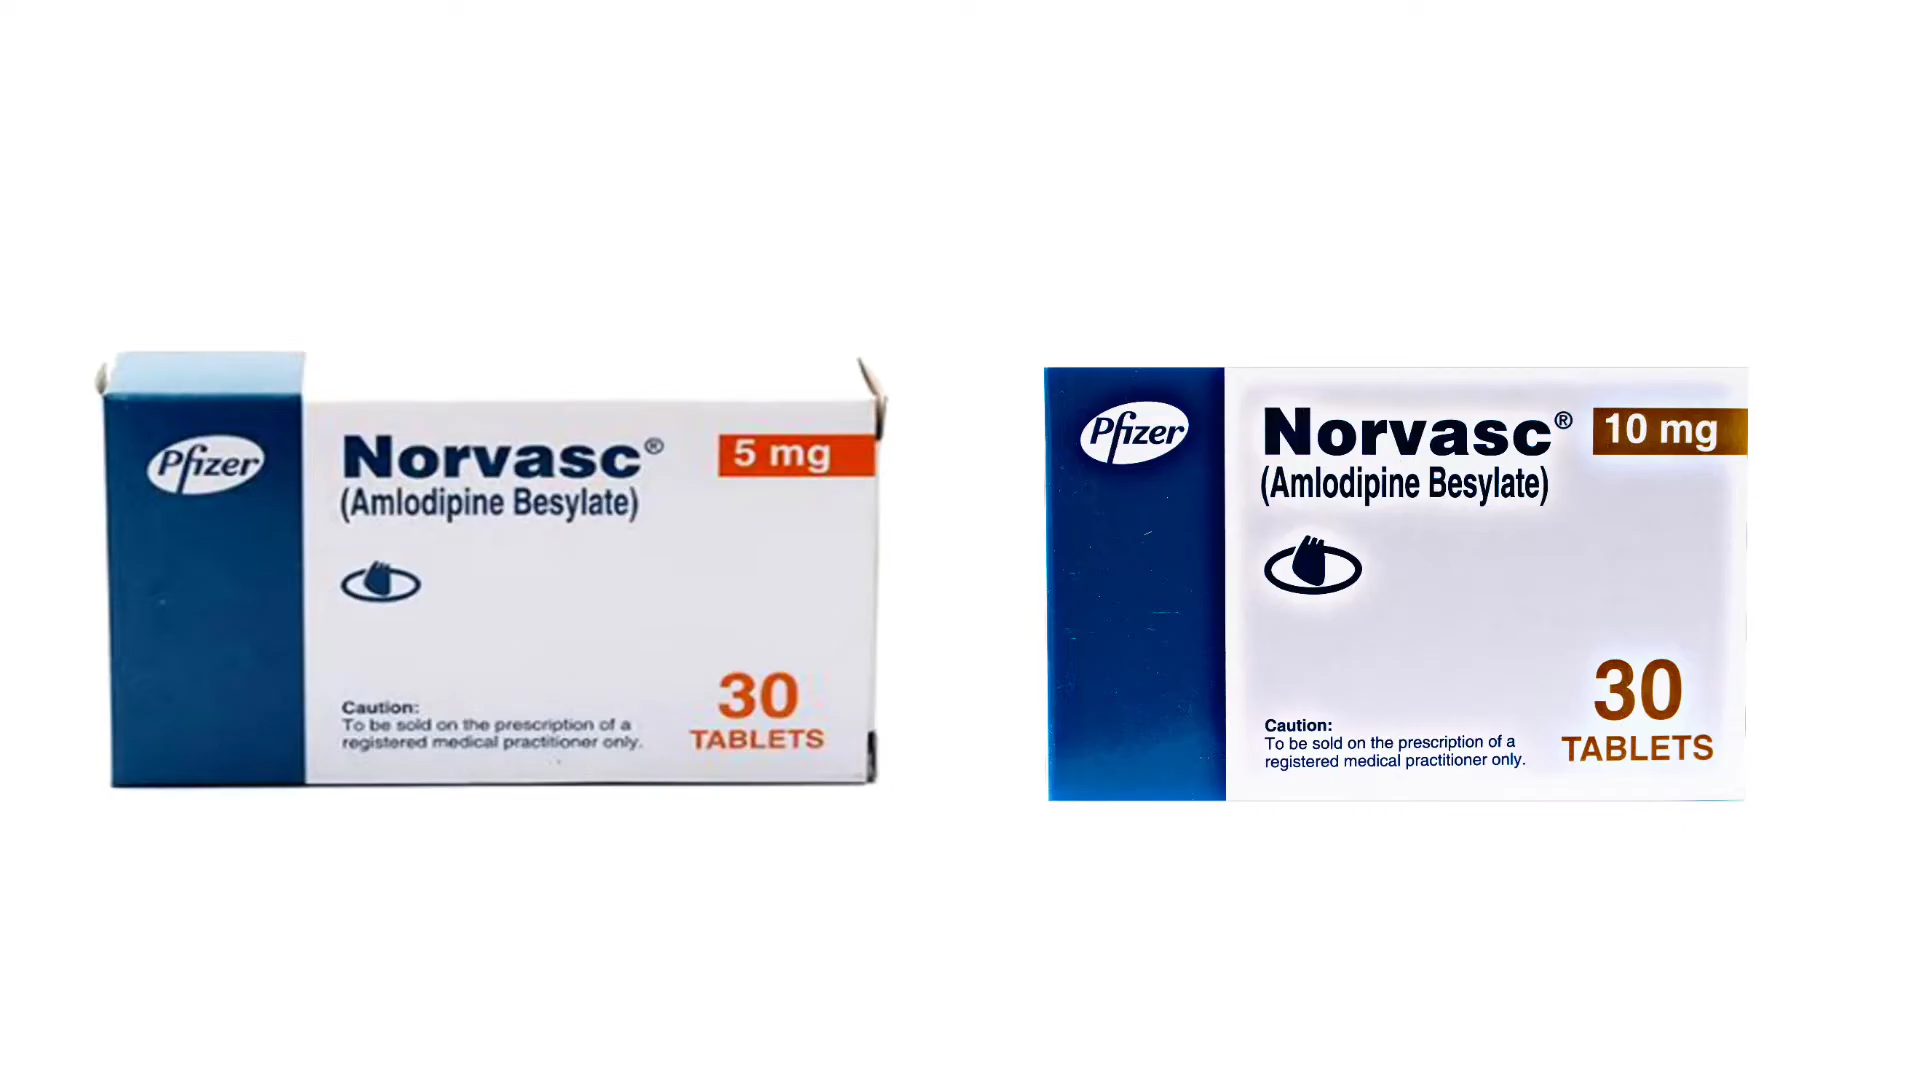 Pfizer
Norvasc®
5 mg
(Amlodipine Besylate)
30
TABLETS
Caution:
To be sold on the prescription of a
registered medical practitioner only.
Pfizer
Norvasc®
10 mg
(Amlodipine Besylate)
30
TABLETS
Caution:
To be sold on the prescription of a
registered medical practitioner only.